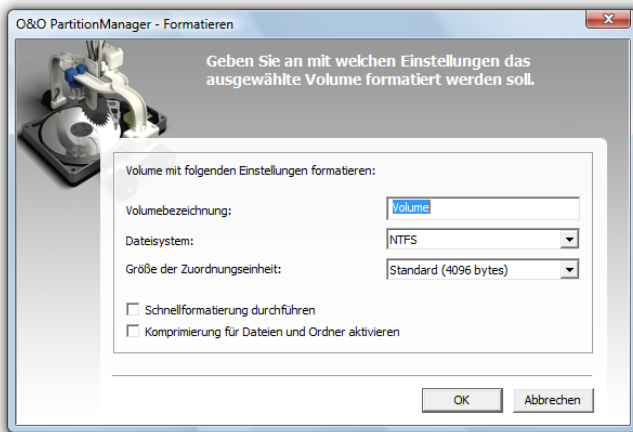 O&O PartitionManager - Formatieren
Geben Sie an mit welchen Einstellungen das
ausgewählte Volume formatiert werden soll.
Volume mit folgenden Einstellungen formatieren:
Volumebezeichnung: Volume
Dateisystem: NTFS
Größe der Zuordnungseinheit: Standard (4096 bytes)
Schnellformatierung durchführen
Komprimierung für Dateien und Ordner aktivieren
OK Abbrechen